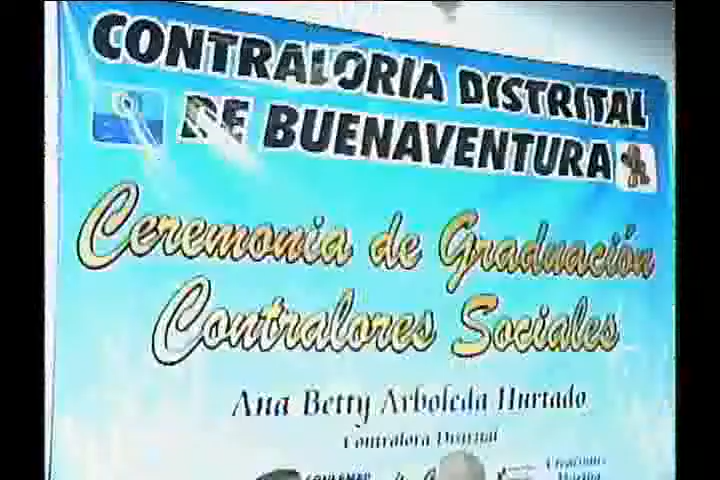 CONTRALORIA DISTRITAL
DE BUENAVENTURA
Ceremonia de Graduación
Contralores Sociales
Ana Betty Arboleda Hurtado
Contralora Distrital